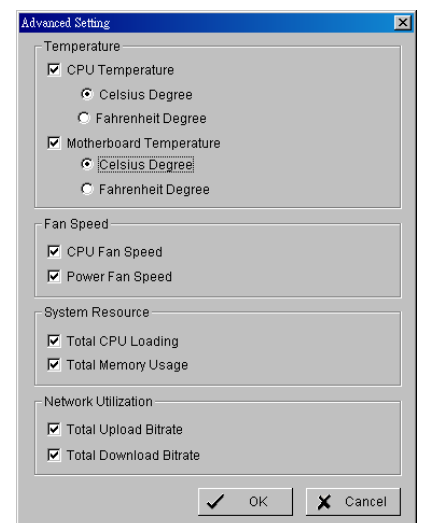 Advanced Setting
Temperature
CPU Temperature
Celsius Degree
Fahrenheit Degree
Motherboard Temperature
Celsius Degree
Fahrenheit Degree
Fan Speed
CPU Fan Speed
Power Fan Speed
System Resource
Total CPU Loading
Total Memory Usage
Network Utilization
Total Upload Bitrate
Total Download Bitrate
OK
Cancel